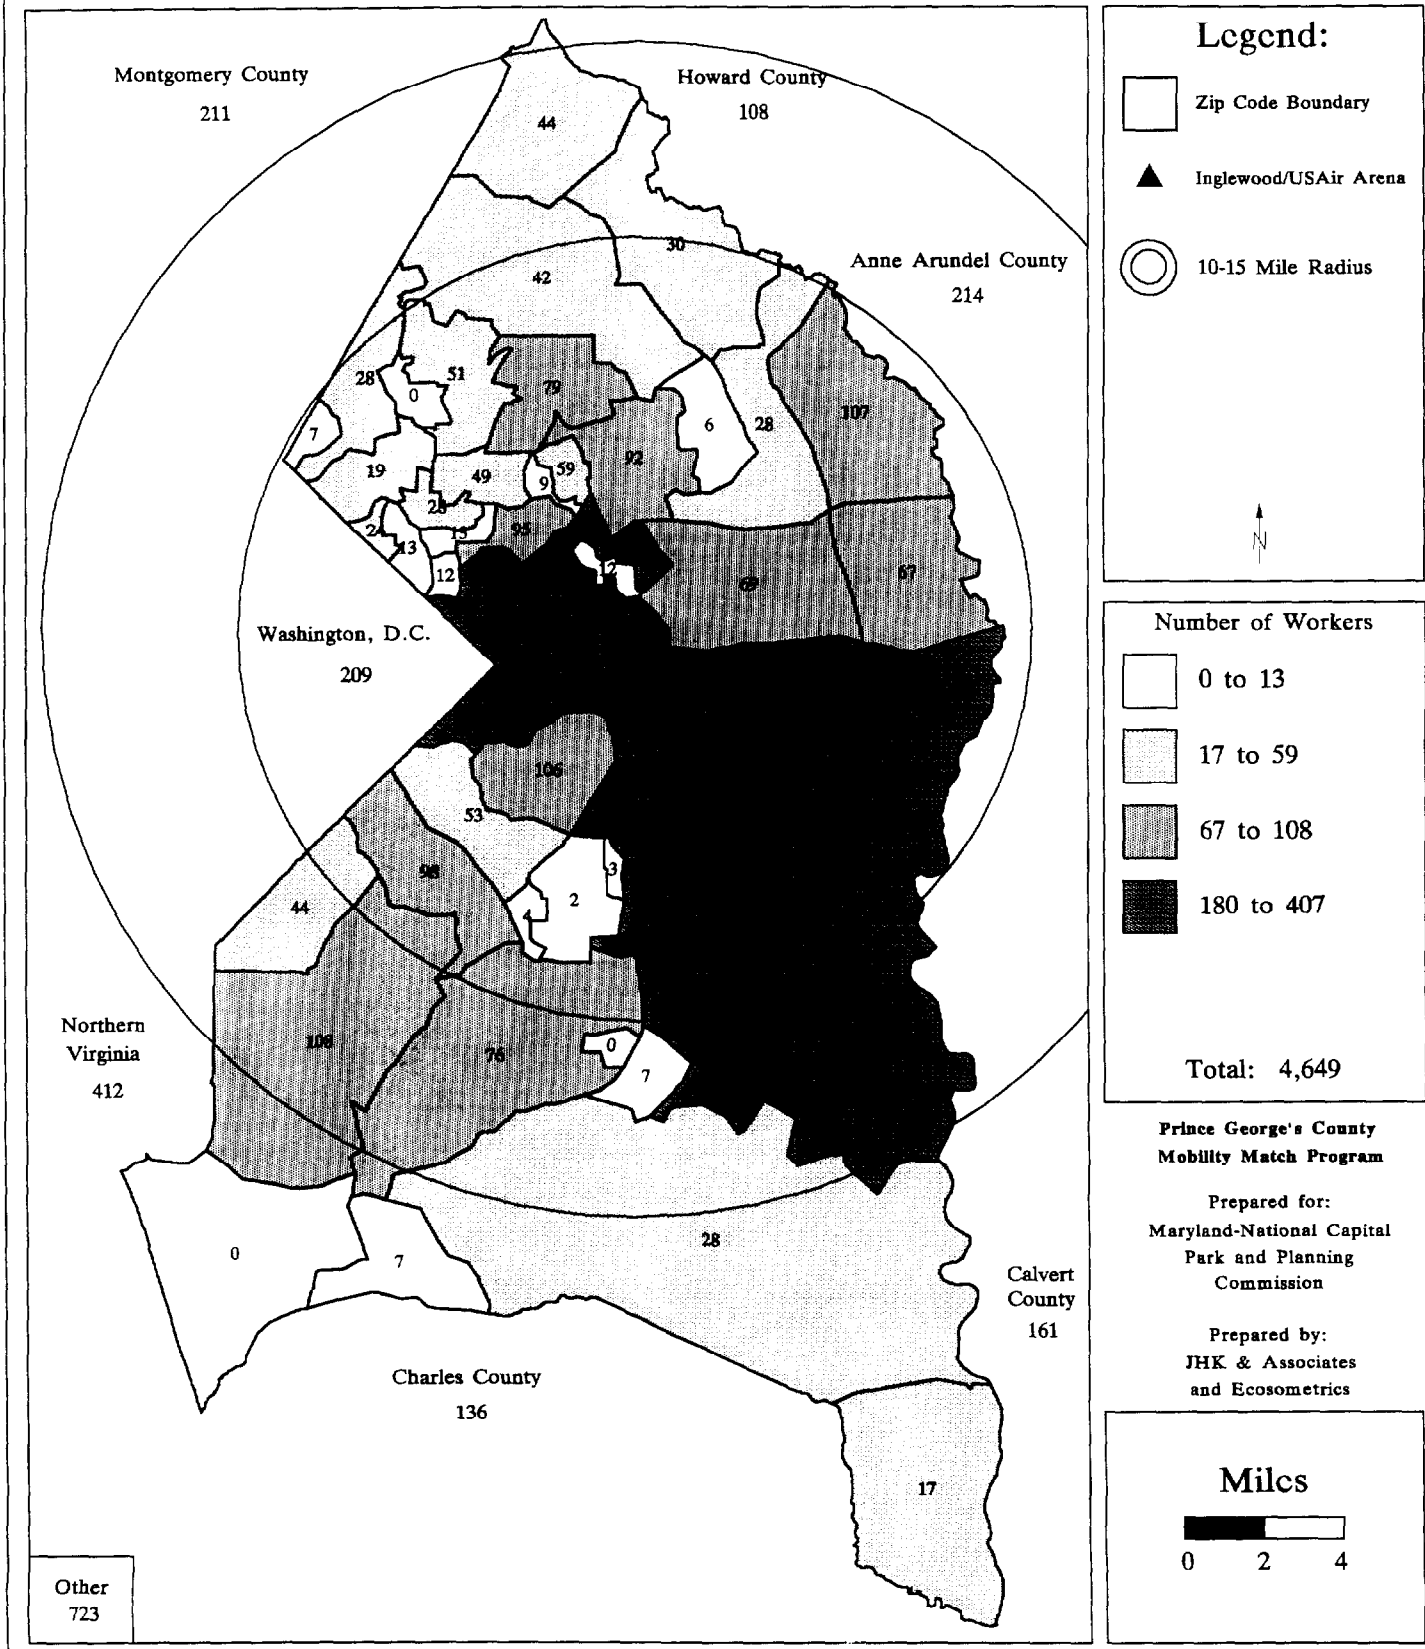 Montgomery County
211
Howard County
108
44
30
Anne Arundel County
214
42
28
51
0
79
107
7
6
28
19
49
9
59
92
13
95
12
12
67
Washington, D.C.
209
106
53
98
3
2
4
44
Northern
Virginia
412
108
76
0
7
0
7
28
Calvert
County
161
Charles County
136
17
Other
723
Legend:
Zip Code Boundary
Inglewood/USAir Arena
10-15 Mile Radius
N
Number of Workers
0 to 13
17 to 59
67 to 108
180 to 407
Total: 4,649
Prince George's County
Mobility Match Program
Prepared for:
Maryland-National Capital
Park and Planning
Commission
Prepared by:
JHK & Associates
and Ecosometrics
Miles
0 2 4